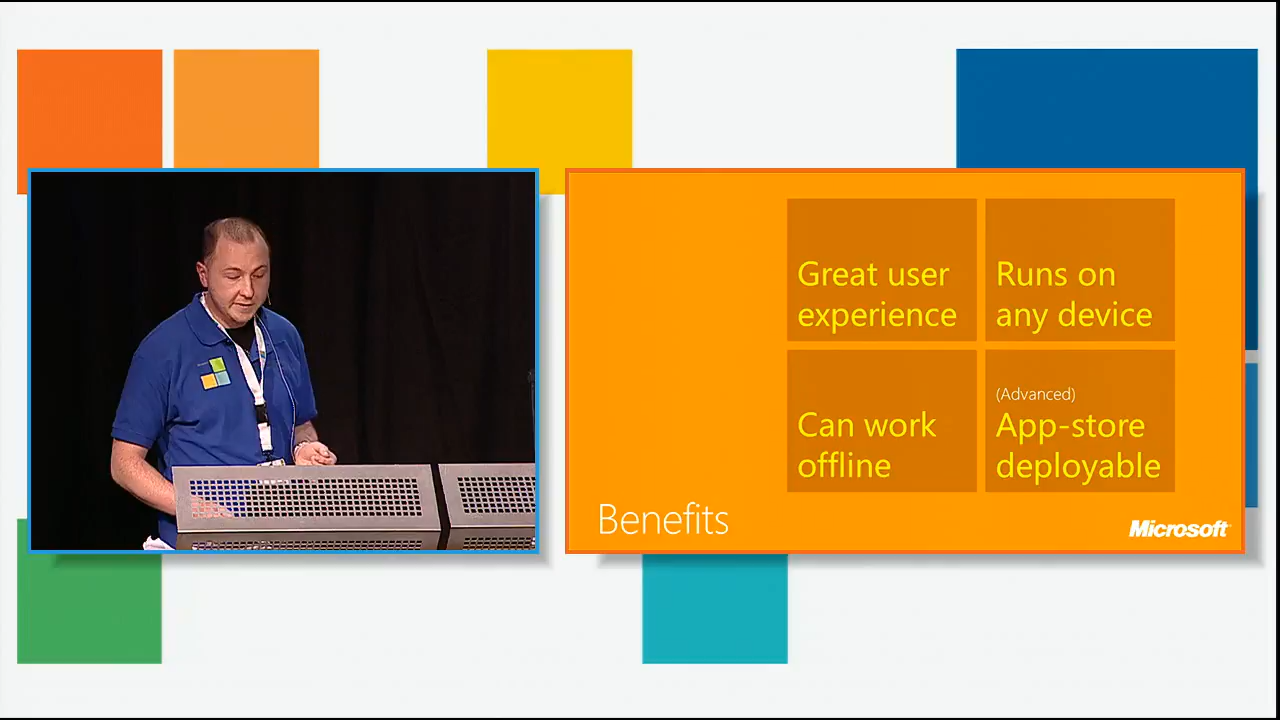 Great user
experience
Runs on
any device
Can work
offline
(Advanced)
App-store
deployable
Benefits
Microsoft